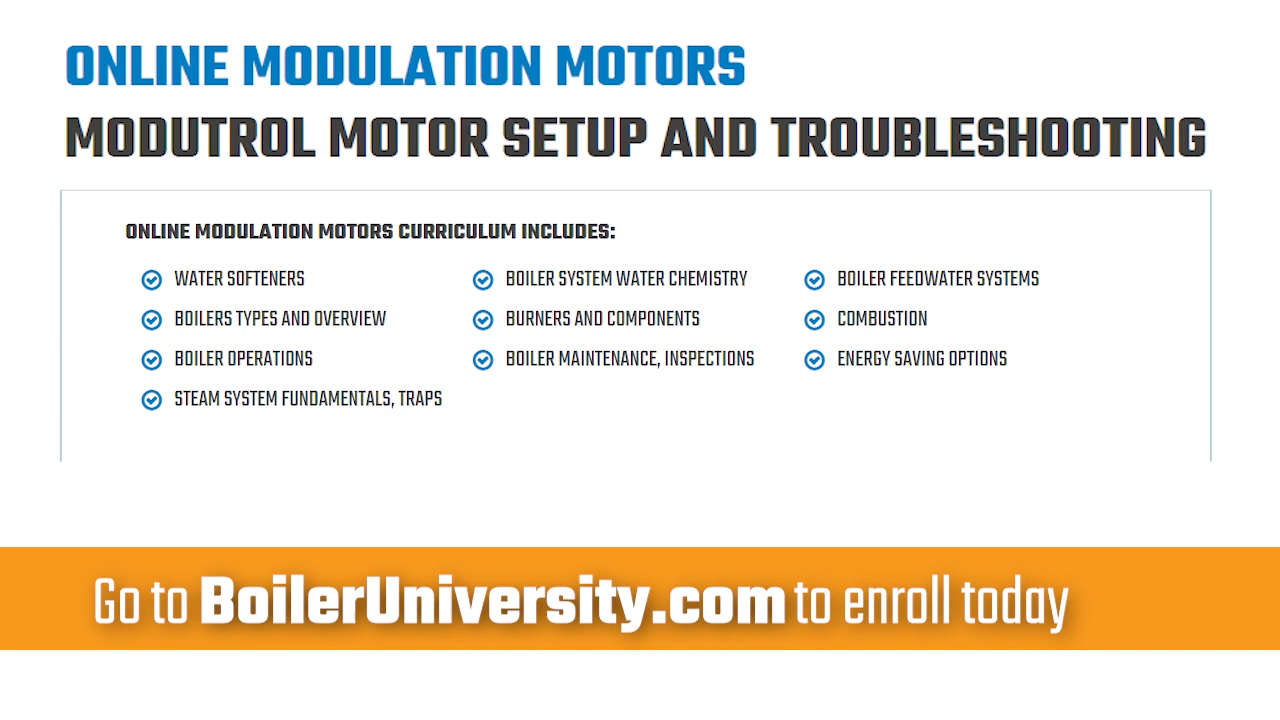 ONLINE MODULATION MOTORS
MODUTROL MOTOR SETUP AND TROUBLESHOOTING
ONLINE MODULATION MOTORS CURRICULUM INCLUDES:
WATER SOFTENERS
BOILER SYSTEM WATER CHEMISTRY
BOILER FEEDWATER SYSTEMS
BOILERS TYPES AND OVERVIEW
BURNERS AND COMPONENTS
COMBUSTION
BOILER OPERATIONS
BOILER MAINTENANCE, INSPECTIONS
ENERGY SAVING OPTIONS
STEAM SYSTEM FUNDAMENTALS, TRAPS
Go to BoilerUniversity.com to enroll today